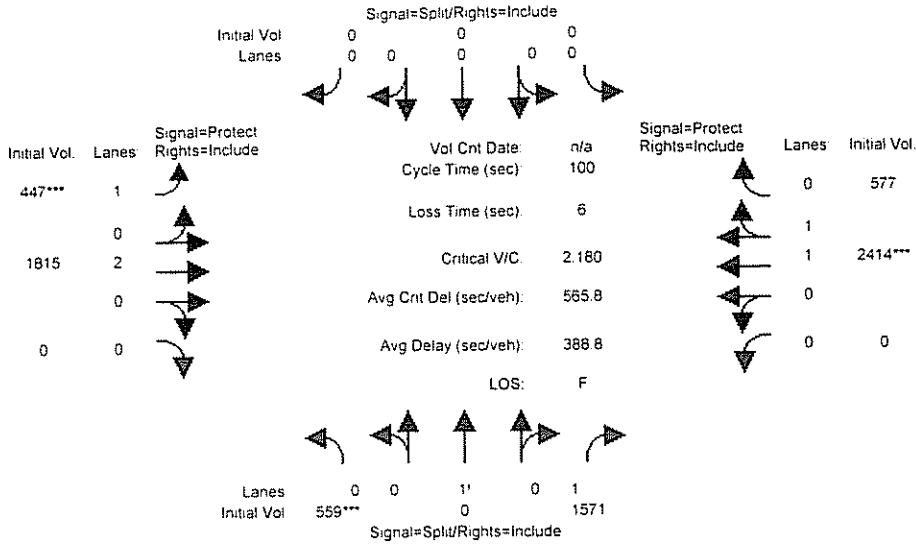 Signal=Split/Rights=Include
Initial Vol 0 0 0
Lanes 0 0 0 0 0
Signal=Protect
Rights=Include
Initial Vol. Lanes:
447*** 1
0
1815 2
0
0 0
Vol Cnt Date: n/a
Cycle Time (sec): 100
Loss Time (sec): 6
Critical V/C: 2.180
Avg Crit Del (sec/veh): 565.8
Avg Delay (sec/veh): 388.8
LOS: F
Signal=Protect
Rights=Include
Lanes: Initial Vol.
0 577
1
1 2414***
0
0 0
Lanes 0 0 1! 0 1
Initial Vol 559*** 0 1571
Signal=Split/Rights=Include